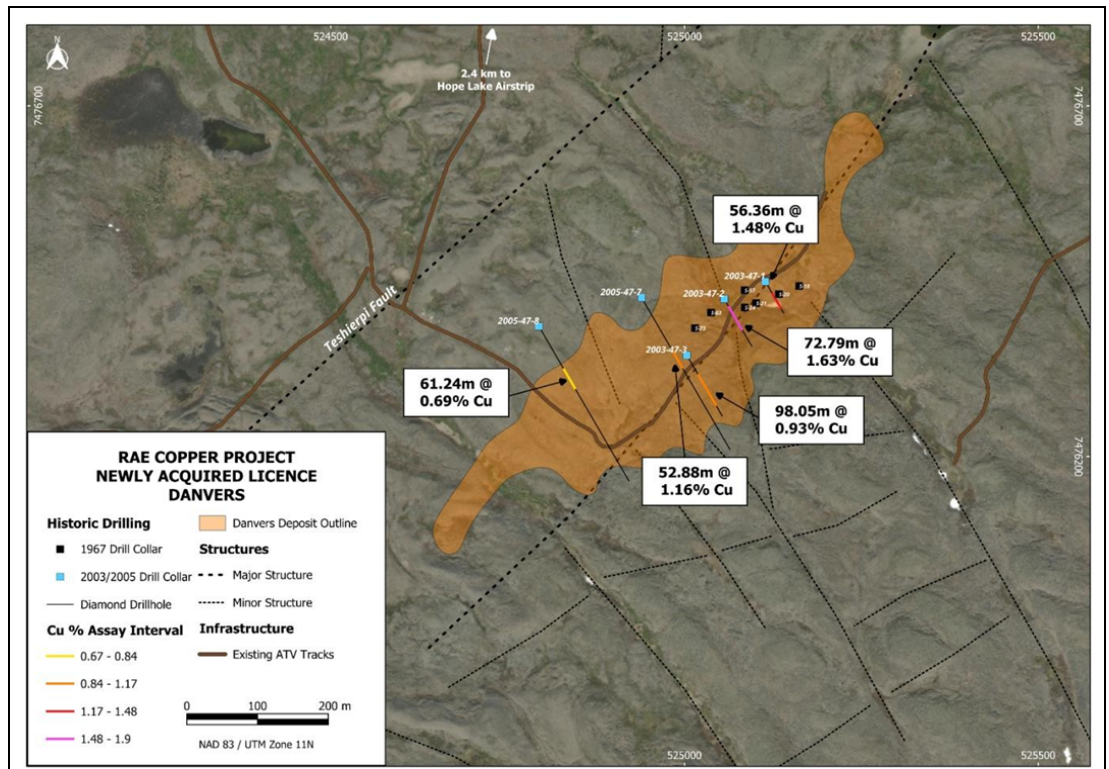 N
524500
525000
525500
2.4 km to
Hope Lake Airstrip
7476700
7476700
56.36m @
1.48% Cu
2003-47-1
2005-47-7
2003-47-2
Teshierpi Fault
2005-47-8
2003-47-3
72.79m @
1.63% Cu
61.24m @
0.69% Cu
98.05m @
0.93% Cu
52.88m @
1.16% Cu
7476200
RAE COPPER PROJECT
NEWLY ACQUIRED LICENCE
DANVERS
Historic Drilling
1967 Drill Collar
2003/2005 Drill Collar
Diamond Drillhole
Cu % Assay Interval
0.67 - 0.84
0.84 - 1.17
1.17 - 1.48
1.48 - 1.9
Danvers Deposit Outline
Structures
Major Structure
Minor Structure
Infrastructure
Existing ATV Tracks
0 100 200 m
NAD 83 / UTM Zone 11N
525000
525500